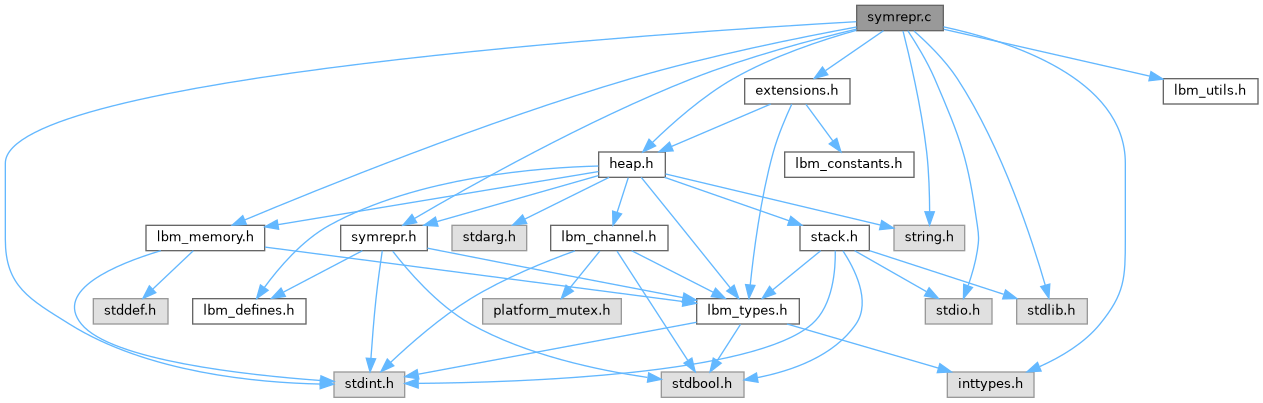 symrepr.c
extensions.h
lbm_utils.h
heap.h
lbm_constants.h
lbm_memory.h
symrepr.h
stdarg.h
lbm_channel.h
stack.h
string.h
stddef.h
lbm_defines.h
platform_mutex.h
lbm_types.h
stdio.h
stdlib.h
stdint.h
stdbool.h
inttypes.h